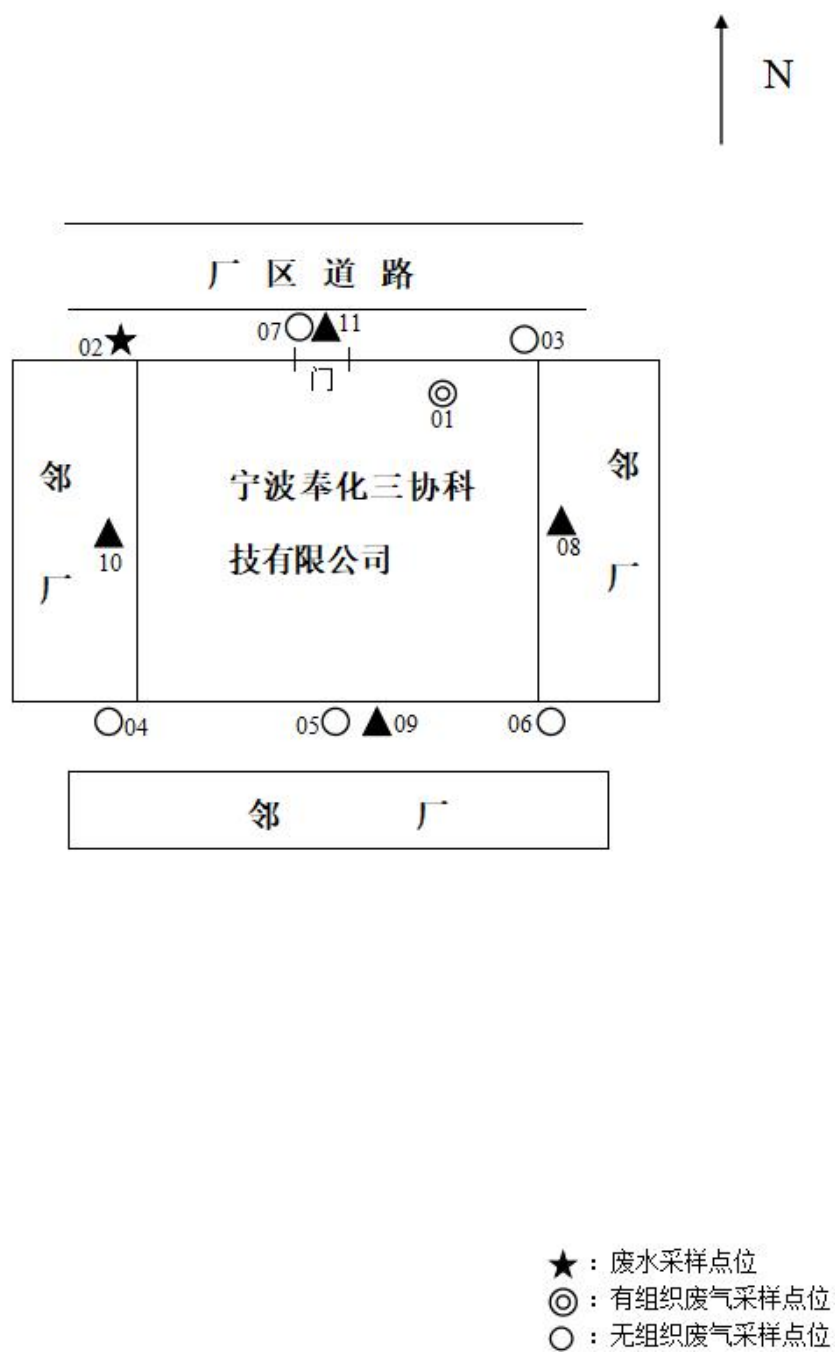 N
厂区道路
07
11
02
03
门
01
邻厂
宁波奉化三协科
技有限公司
邻厂
10
08
04
05
09
06
邻厂
：废水采样点位
：有组织废气采样点位
：无组织废气采样点位